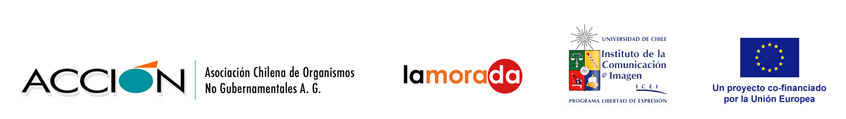 ACCIÓN
Asociación Chilena de Organismos
No Gubernamentales A. G.
lamorada
UNIVERSIDAD DE CHILE
Instituto de la
Comunicación
e Imagen
I C E I
PROGRAMA LIBERTAD DE EXPRESIÓN
Un proyecto co-financiado
por la Unión Europea